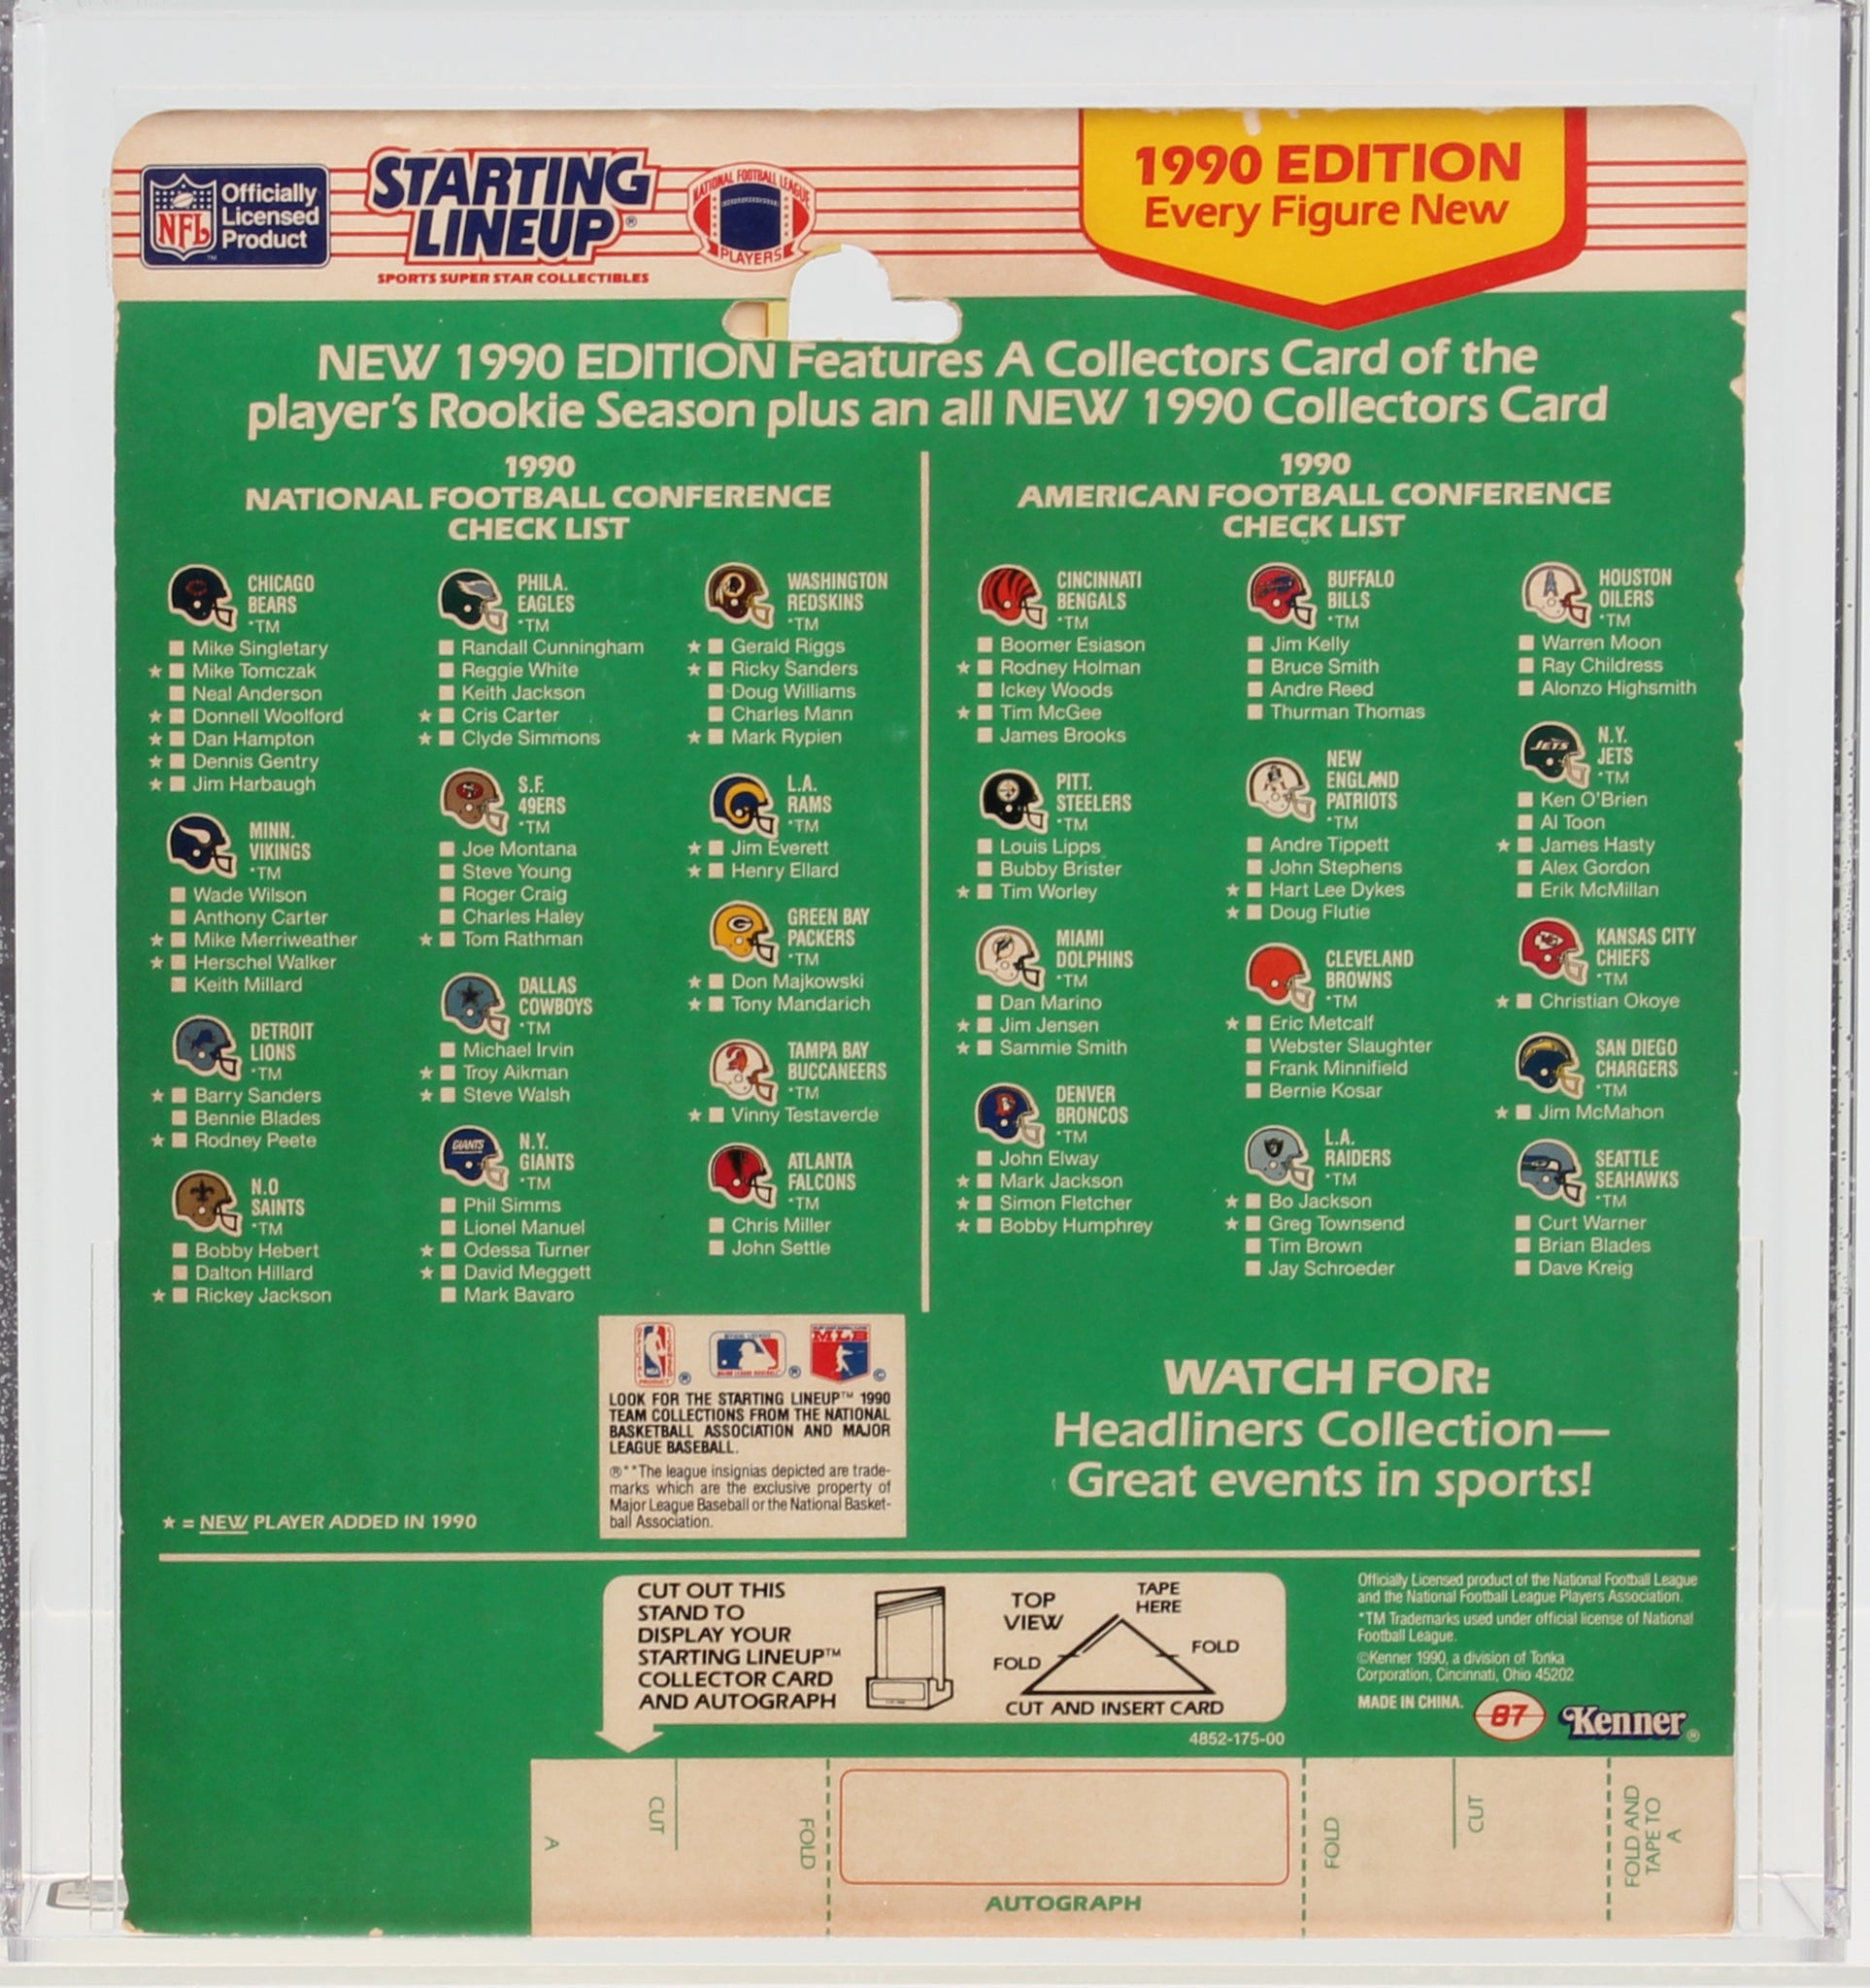 NFL
Officially
Licensed
Product
STARTING
LINEUP®
SPORTS SUPER STAR COLLECTIBLES
NATIONAL FOOTBALL LEAGUE
PLAYERS
1990 EDITION
Every Figure New
NEW 1990 EDITION Features A Collectors Card of the
player's Rookie Season plus an all NEW 1990 Collectors Card
1990
NATIONAL FOOTBALL CONFERENCE
CHECK LIST
CHICAGO
BEARS
*TM
■ Mike Singletary
★ ■ Mike Tomczak
■ Neal Anderson
★ ■ Donnell Woolford
★ ■ Dan Hampton
★ ■ Dennis Gentry
★ ■ Jim Harbaugh
MINN.
VIKINGS
*TM
■ Wade Wilson
■ Anthony Carter
★ ■ Mike Merriweather
★ ■ Herschel Walker
■ Keith Millard
DETROIT
LIONS
*TM
★ ■ Barry Sanders
■ Bennie Blades
★ ■ Rodney Peete
N.O
SAINTS
*TM
■ Bobby Hebert
■ Dalton Hillard
★ ■ Rickey Jackson
PHILA.
EAGLES
*TM
■ Randall Cunningham
■ Reggie White
■ Keith Jackson
★ ■ Cris Carter
★ ■ Clyde Simmons
S.F.
49ERS
*TM
■ Joe Montana
■ Steve Young
■ Roger Craig
■ Charles Haley
★ ■ Tom Rathman
DALLAS
COWBOYS
*TM
■ Michael Irvin
★ ■ Troy Aikman
★ ■ Steve Walsh
GIANTS
N.Y.
GIANTS
*TM
■ Phil Simms
■ Lionel Manuel
★ ■ Odessa Turner
★ ■ David Meggett
■ Mark Bavaro
WASHINGTON
REDSKINS
*TM
★ ■ Gerald Riggs
★ ■ Ricky Sanders
■ Doug Williams
■ Charles Mann
★ ■ Mark Rypien
L.A.
RAMS
*TM
★ ■ Jim Everett
★ ■ Henry Ellard
GREEN BAY
PACKERS
*TM
★ ■ Don Majkowski
★ ■ Tony Mandarich
TAMPA BAY
BUCCANEERS
*TM
★ ■ Vinny Testaverde
ATLANTA
FALCONS
*TM
■ Chris Miller
■ John Settle
1990
AMERICAN FOOTBALL CONFERENCE
CHECK LIST
CINCINNATI
BENGALS
*TM
■ Boomer Esiason
★ ■ Rodney Holman
■ Ickey Woods
★ ■ Tim McGee
■ James Brooks
PITT.
STEELERS
*TM
■ Louis Lipps
■ Bubby Brister
★ ■ Tim Worley
MIAMI
DOLPHINS
*TM
■ Dan Marino
★ ■ Jim Jensen
★ ■ Sammie Smith
DENVER
BRONCOS
*TM
■ John Elway
★ ■ Mark Jackson
★ ■ Simon Fletcher
★ ■ Bobby Humphrey
BUFFALO
BILLS
*TM
■ Jim Kelly
■ Bruce Smith
■ Andre Reed
■ Thurman Thomas
NEW
ENGLAND
PATRIOTS
*TM
■ Andre Tippett
■ John Stephens
★ ■ Hart Lee Dykes
★ ■ Doug Flutie
CLEVELAND
BROWNS
*TM
★ ■ Eric Metcalf
■ Webster Slaughter
■ Frank Minnifield
■ Bernie Kosar
L.A.
RAIDERS
*TM
★ ■ Bo Jackson
★ ■ Greg Townsend
■ Tim Brown
■ Jay Schroeder
HOUSTON
OILERS
*TM
■ Warren Moon
■ Ray Childress
■ Alonzo Highsmith
JETS
N.Y.
JETS
*TM
■ Ken O'Brien
■ Al Toon
★ ■ James Hasty
■ Alex Gordon
■ Erik McMillan
KANSAS CITY
CHIEFS
*TM
★ ■ Christian Okoye
SAN DIEGO
CHARGERS
*TM
★ ■ Jim McMahon
SEATTLE
SEAHAWKS
*TM
■ Curt Warner
■ Brian Blades
■ Dave Kreig
MLB
LOOK FOR THE STARTING LINEUP™ 1990
TEAM COLLECTIONS FROM THE NATIONAL
BASKETBALL ASSOCIATION AND MAJOR
LEAGUE BASEBALL.
®**The league insignias depicted are trade-
marks which are the exclusive property of
Major League Baseball or the National Basket-
ball Association.
WATCH FOR:
Headliners Collection—
Great events in sports!
★ = NEW PLAYER ADDED IN 1990
CUT OUT THIS
STAND TO
DISPLAY YOUR
STARTING LINEUP™
COLLECTOR CARD
AND AUTOGRAPH
TOP
VIEW
TAPE
HERE
FOLD
FOLD
CUT AND INSERT CARD
4852-175-00
Officially Licensed product of the National Football League
and the National Football League Players Association.
*TM Trademarks used under official license of National
Football League.
©Kenner 1990, a division of Tonka
Corporation, Cincinnati, Ohio 45202
MADE IN CHINA.
87
Kenner®
A
CUT
FOLD
AUTOGRAPH
FOLD
CUT
FOLD AND
TAPE TO
A